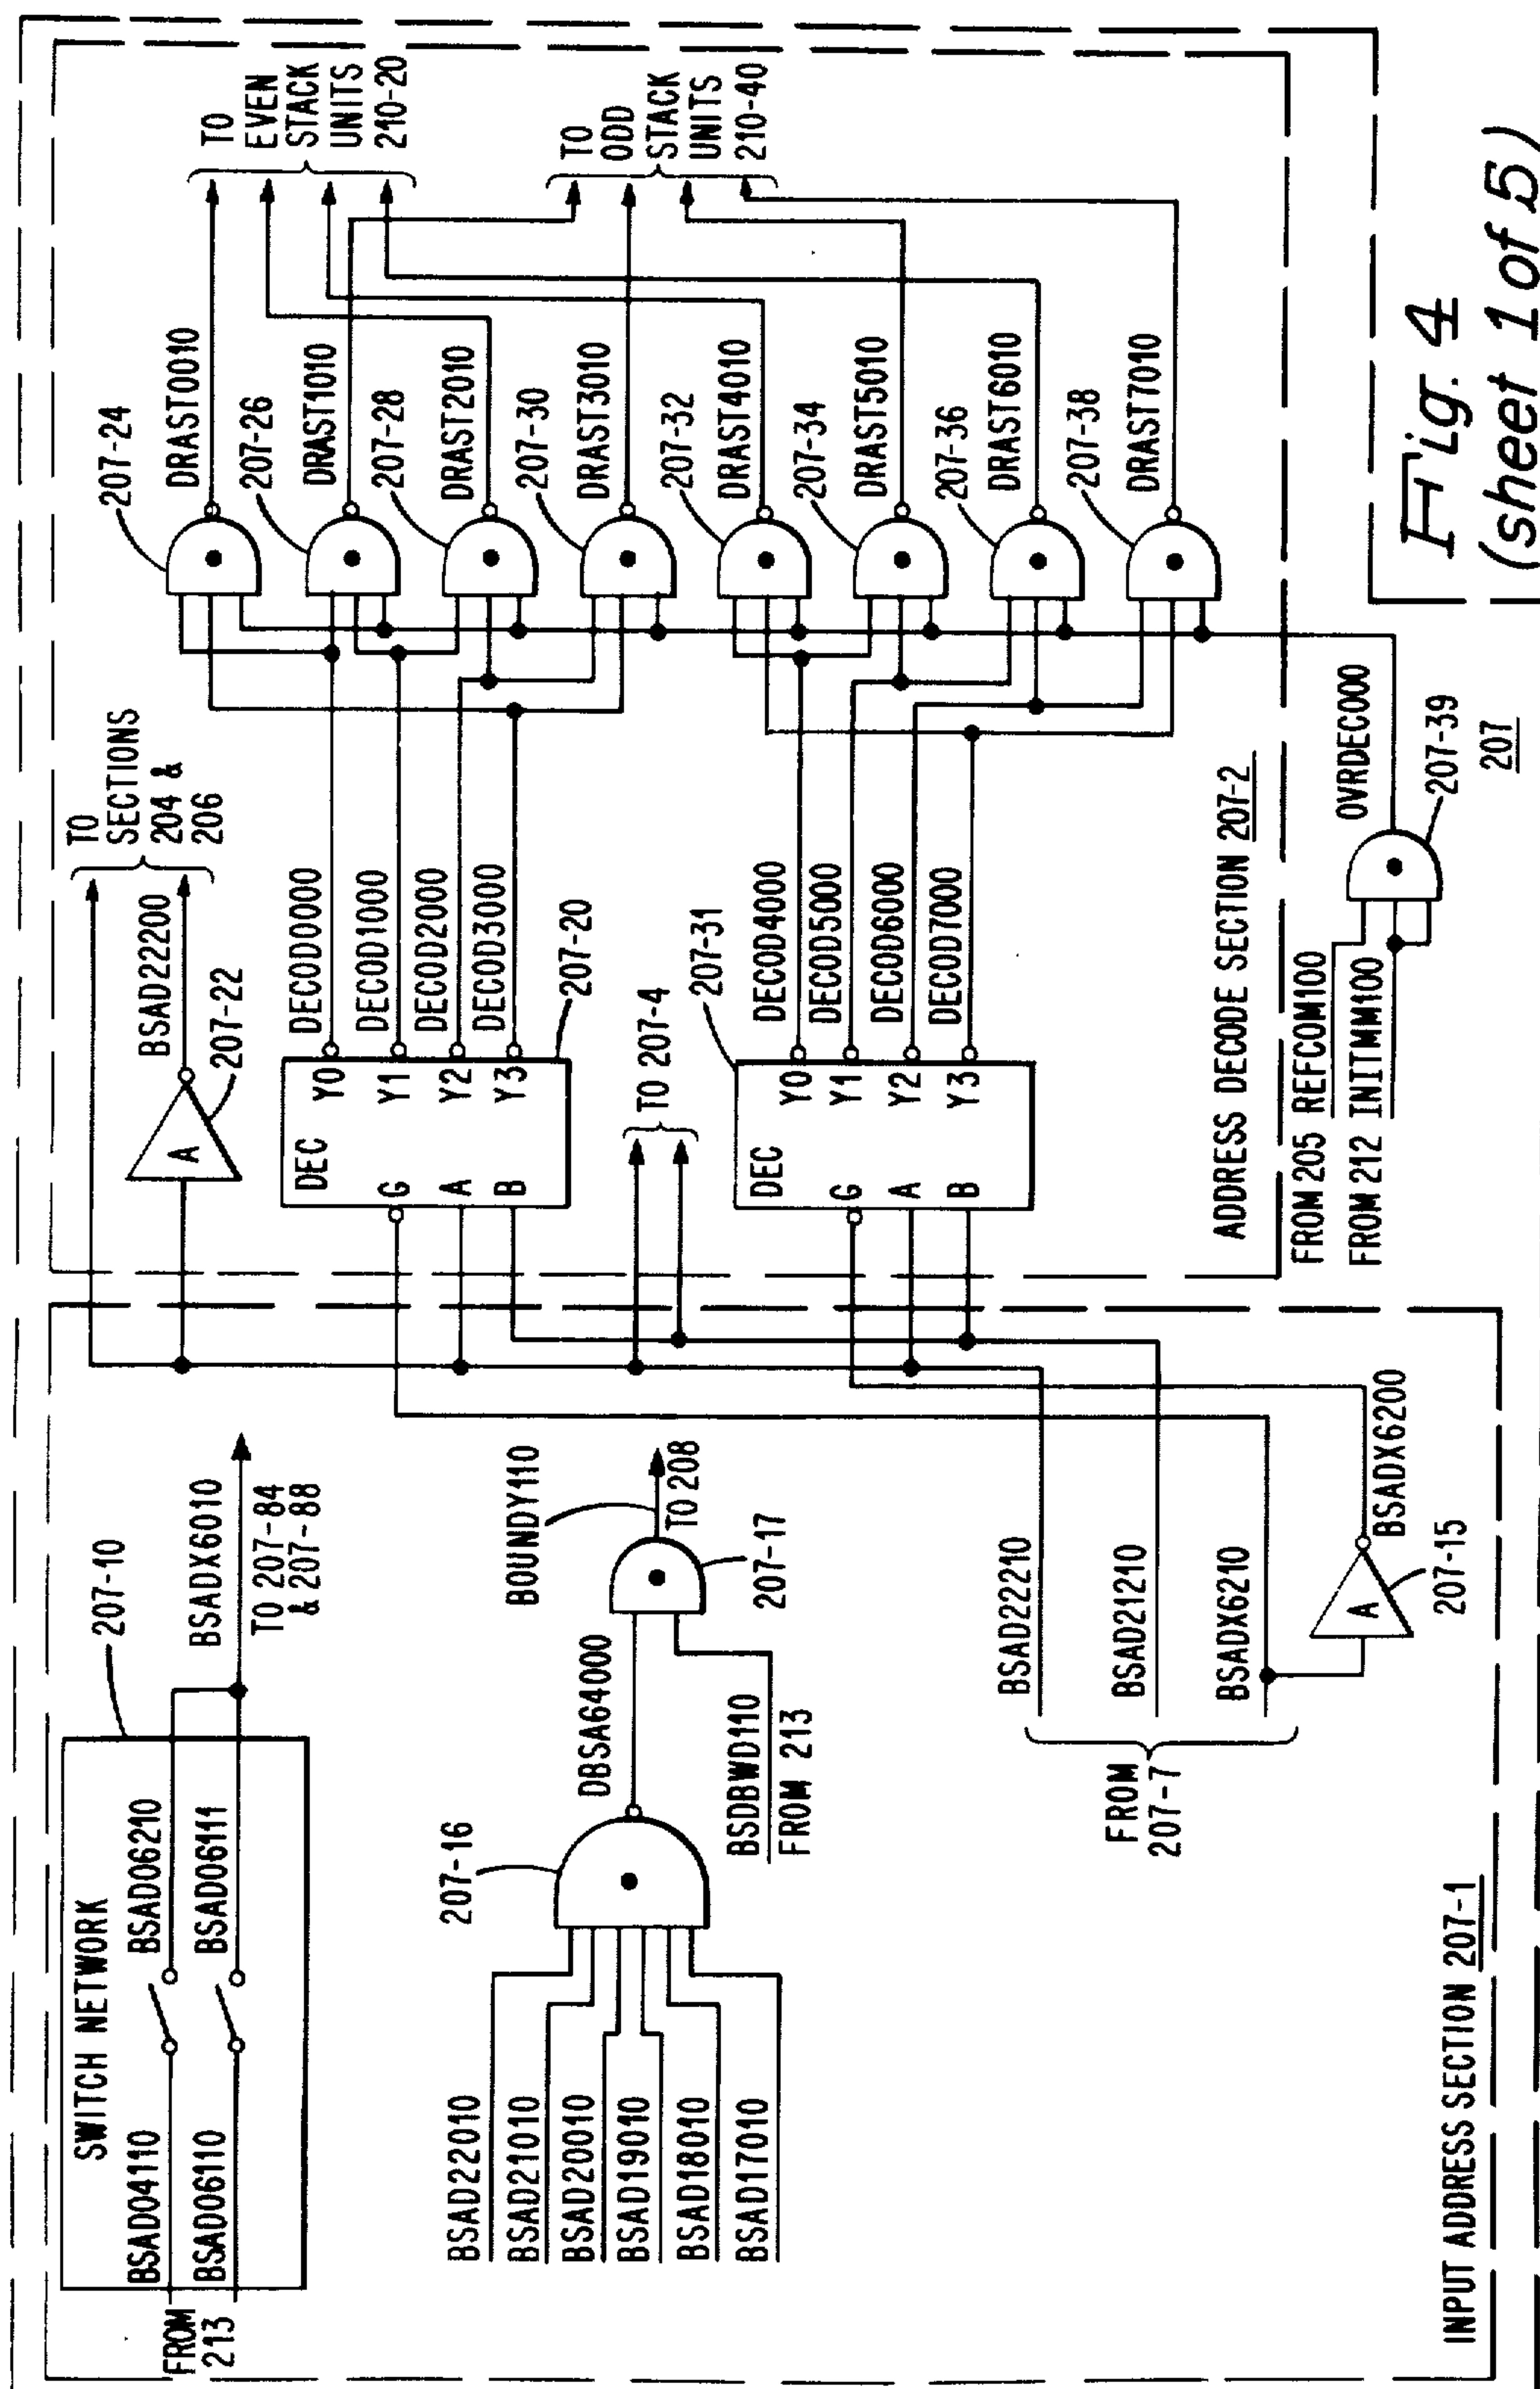 SWITCH NETWORK
207-10
BSAD04110
BSAD06210
BSAD06110
BSAD06111
FROM
213
BSADX6010
TO 207-84
& 207-88
207-16
BSAD22010
BSAD21010
BSAD20010
BSAD19010
BSAD18010
BSAD17010
DBSA64000
BSDBWD110
FROM 213
BOUNDY110
TO 208
207-17
FROM
207-7
BSAD22210
BSAD21210
BSADX6210
A
BSADX6200
207-15
INPUT ADDRESS SECTION 207-1
TO
SECTIONS
204 &
206
BSAD22200
A
207-22
DEC
G
A
B
Y0
Y1
Y2
Y3
DECOD0000
DECOD1000
DECOD2000
DECOD3000
207-20
TO 207-4
207-31
DEC
G
A
B
Y0
Y1
Y2
Y3
DECOD4000
DECOD5000
DECOD6000
DECOD7000
ADDRESS DECODE SECTION 207-2
FROM 205 REFCOM100
FROM 212 INITMM100
OVRDEC000
207-39
207
207-24
DRAST0010
207-26
DRAST1010
207-28
DRAST2010
207-30
DRAST3010
207-32
DRAST4010
207-34
DRAST5010
207-36
DRAST6010
207-38
DRAST7010
TO
EVEN
STACK
UNITS
210-20
TO
ODD
STACK
UNITS
210-40
Fig. 4
(sheet 1 of 5)